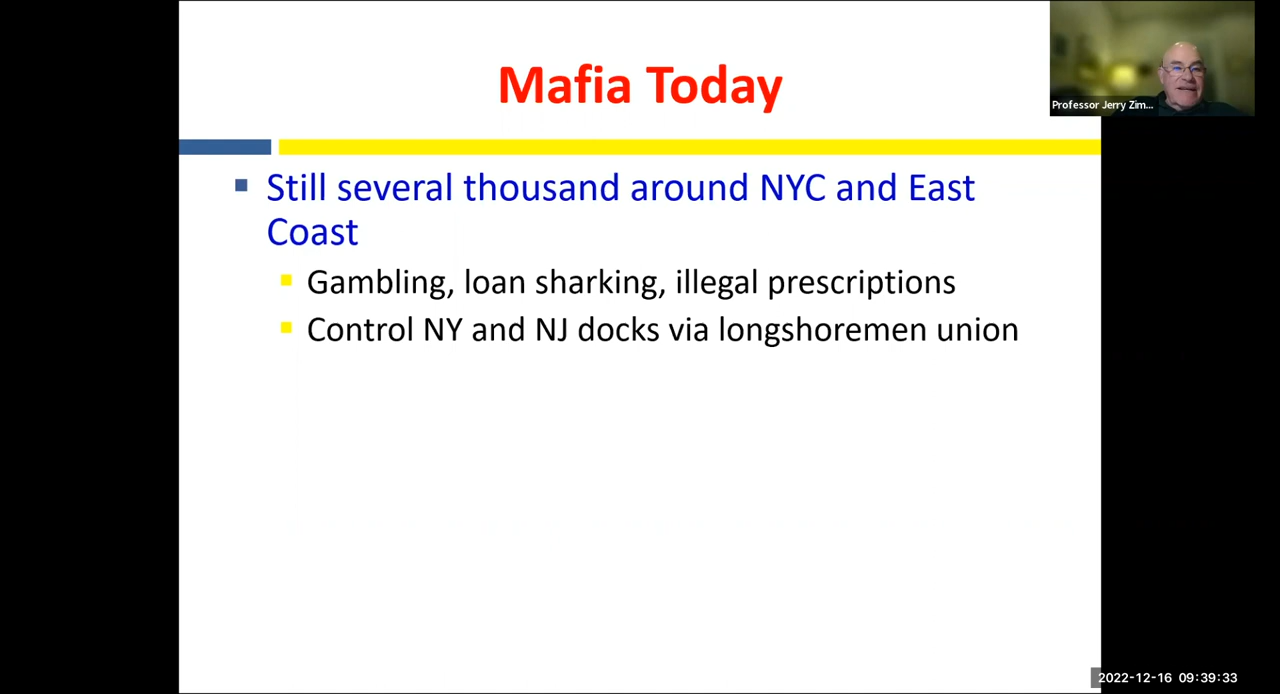 Mafia Today
Professor Jerry Zim...
Still several thousand around NYC and East
Coast
Gambling, loan sharking, illegal prescriptions
Control NY and NJ docks via longshoremen union
2022-12-16 09:39:33